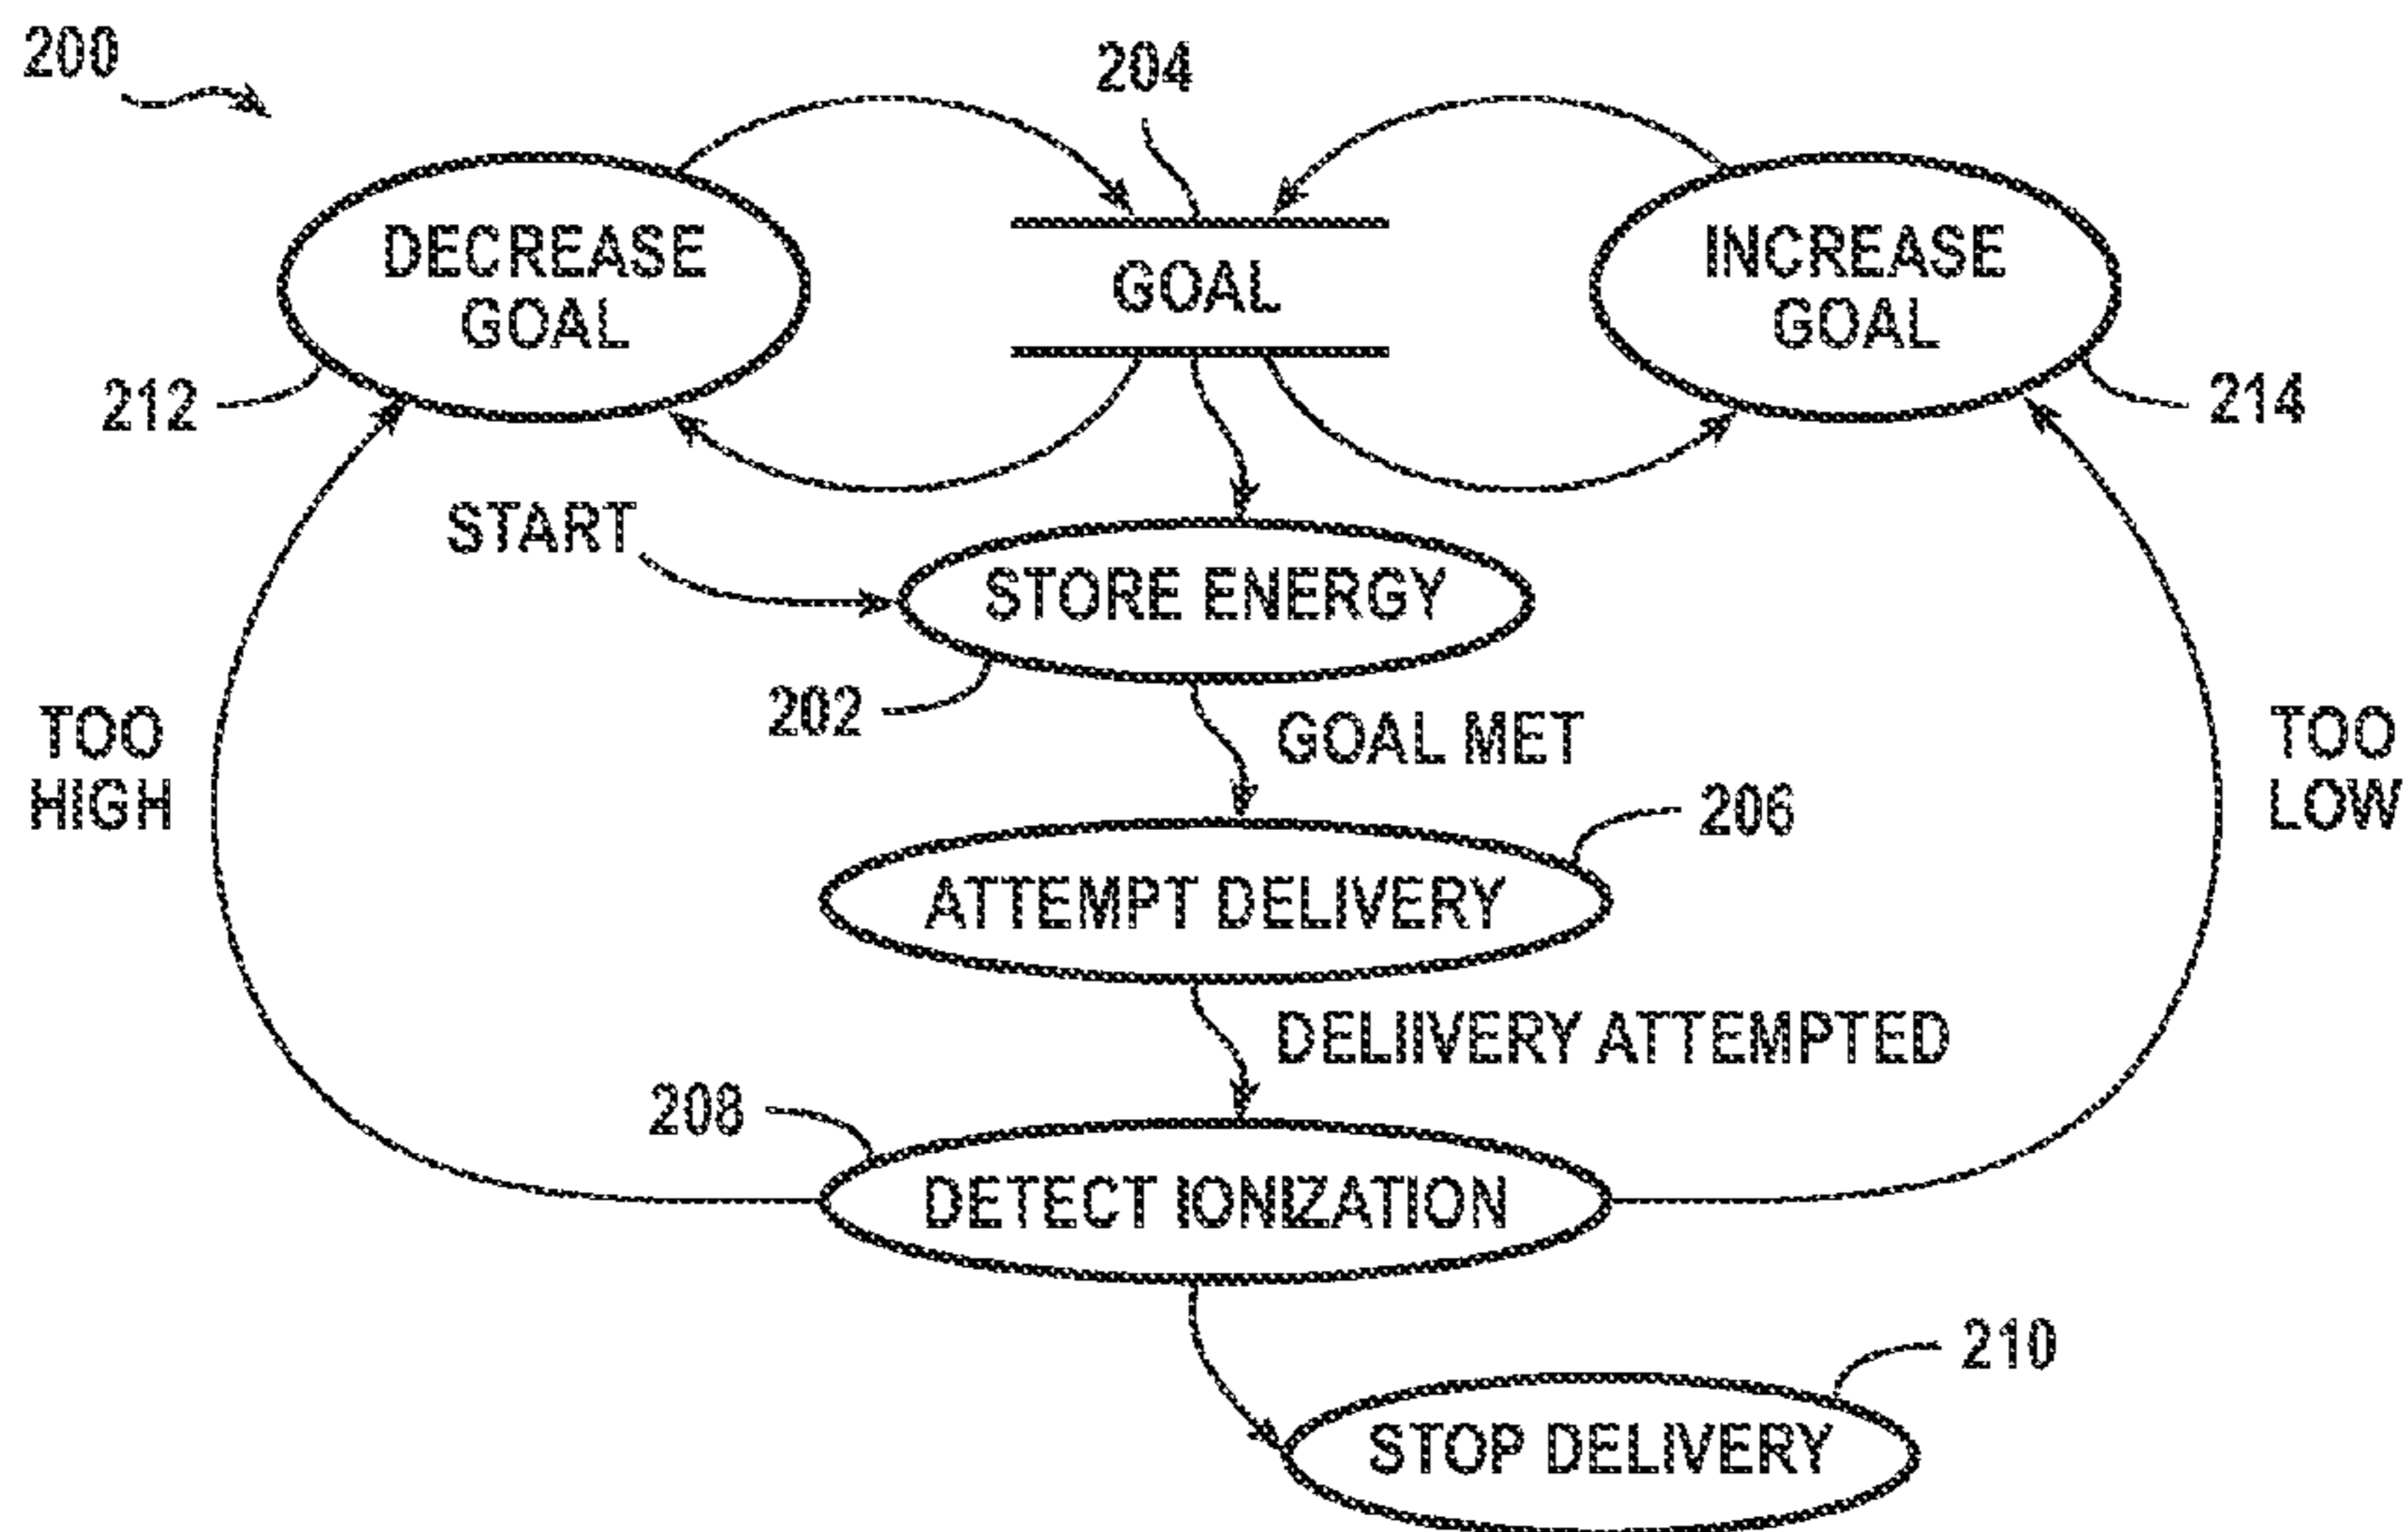 200
204
DECREASE
GOAL
GOAL
INCREASE
GOAL
212
214
START
STORE ENERGY
202
TOO
HIGH
GOAL MET
TOO
LOW
206
ATTEMPT DELIVERY
DELIIVERY ATTEMPTED
208
DETECT IONIZATION
210
STOP DELIVERY